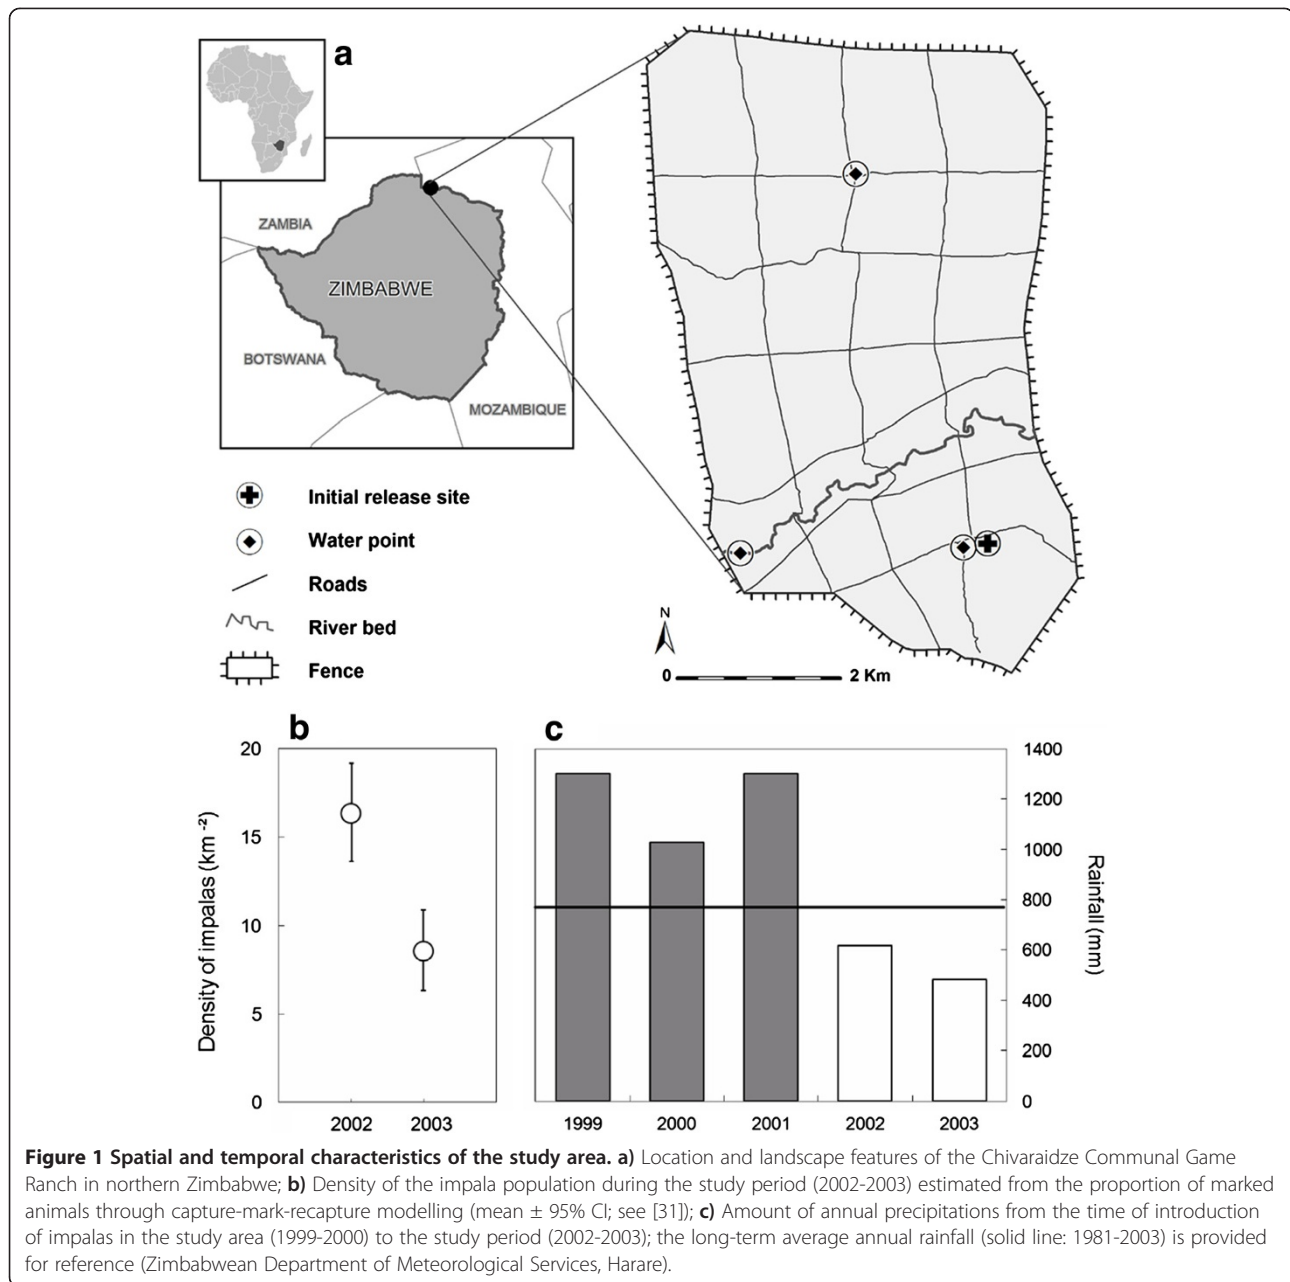 a
ZAMBIA
ZIMBABWE
BOTSWANA
MOZAMBIQUE
Initial release site
Water point
Roads
River bed
Fence
N
0 2 Km
b
20
15
10
5
0
Density of impalas (km⁻²)
2002 2003
c
1400
1200
1000
800
600
400
200
0
Rainfall (mm)
1999 2000 2001 2002 2003
Figure 1 Spatial and temporal characteristics of the study area. a) Location and landscape features of the Chivaraidze Communal Game
Ranch in northern Zimbabwe; b) Density of the impala population during the study period (2002-2003) estimated from the proportion of marked
animals through capture-mark-recapture modelling (mean ± 95% CI; see [31]); c) Amount of annual precipitations from the time of introduction
of impalas in the study area (1999-2000) to the study period (2002-2003); the long-term average annual rainfall (solid line: 1981-2003) is provided
for reference (Zimbabwean Department of Meteorological Services, Harare).